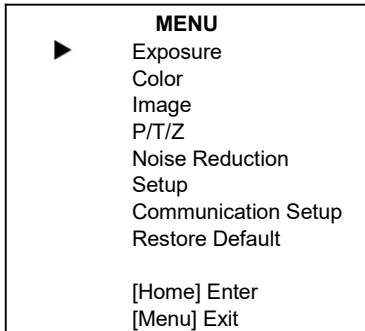 MENU
▶ Exposure
Color
Image
P/T/Z
Noise Reduction
Setup
Communication Setup
Restore Default
[Home] Enter
[Menu] Exit